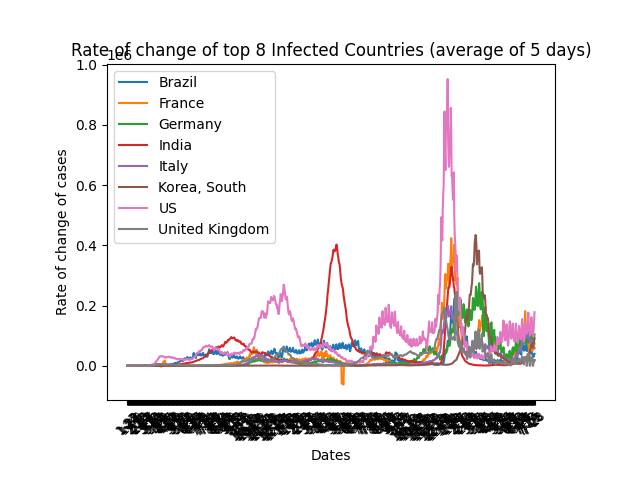 Rate of change of top 8 Infected Countries (average of 5 days)
1e6
1.0
0.8
0.6
0.4
0.2
0.0
Rate of change of cases
Brazil
France
Germany
India
Italy
Korea, South
US
United Kingdom
Dates